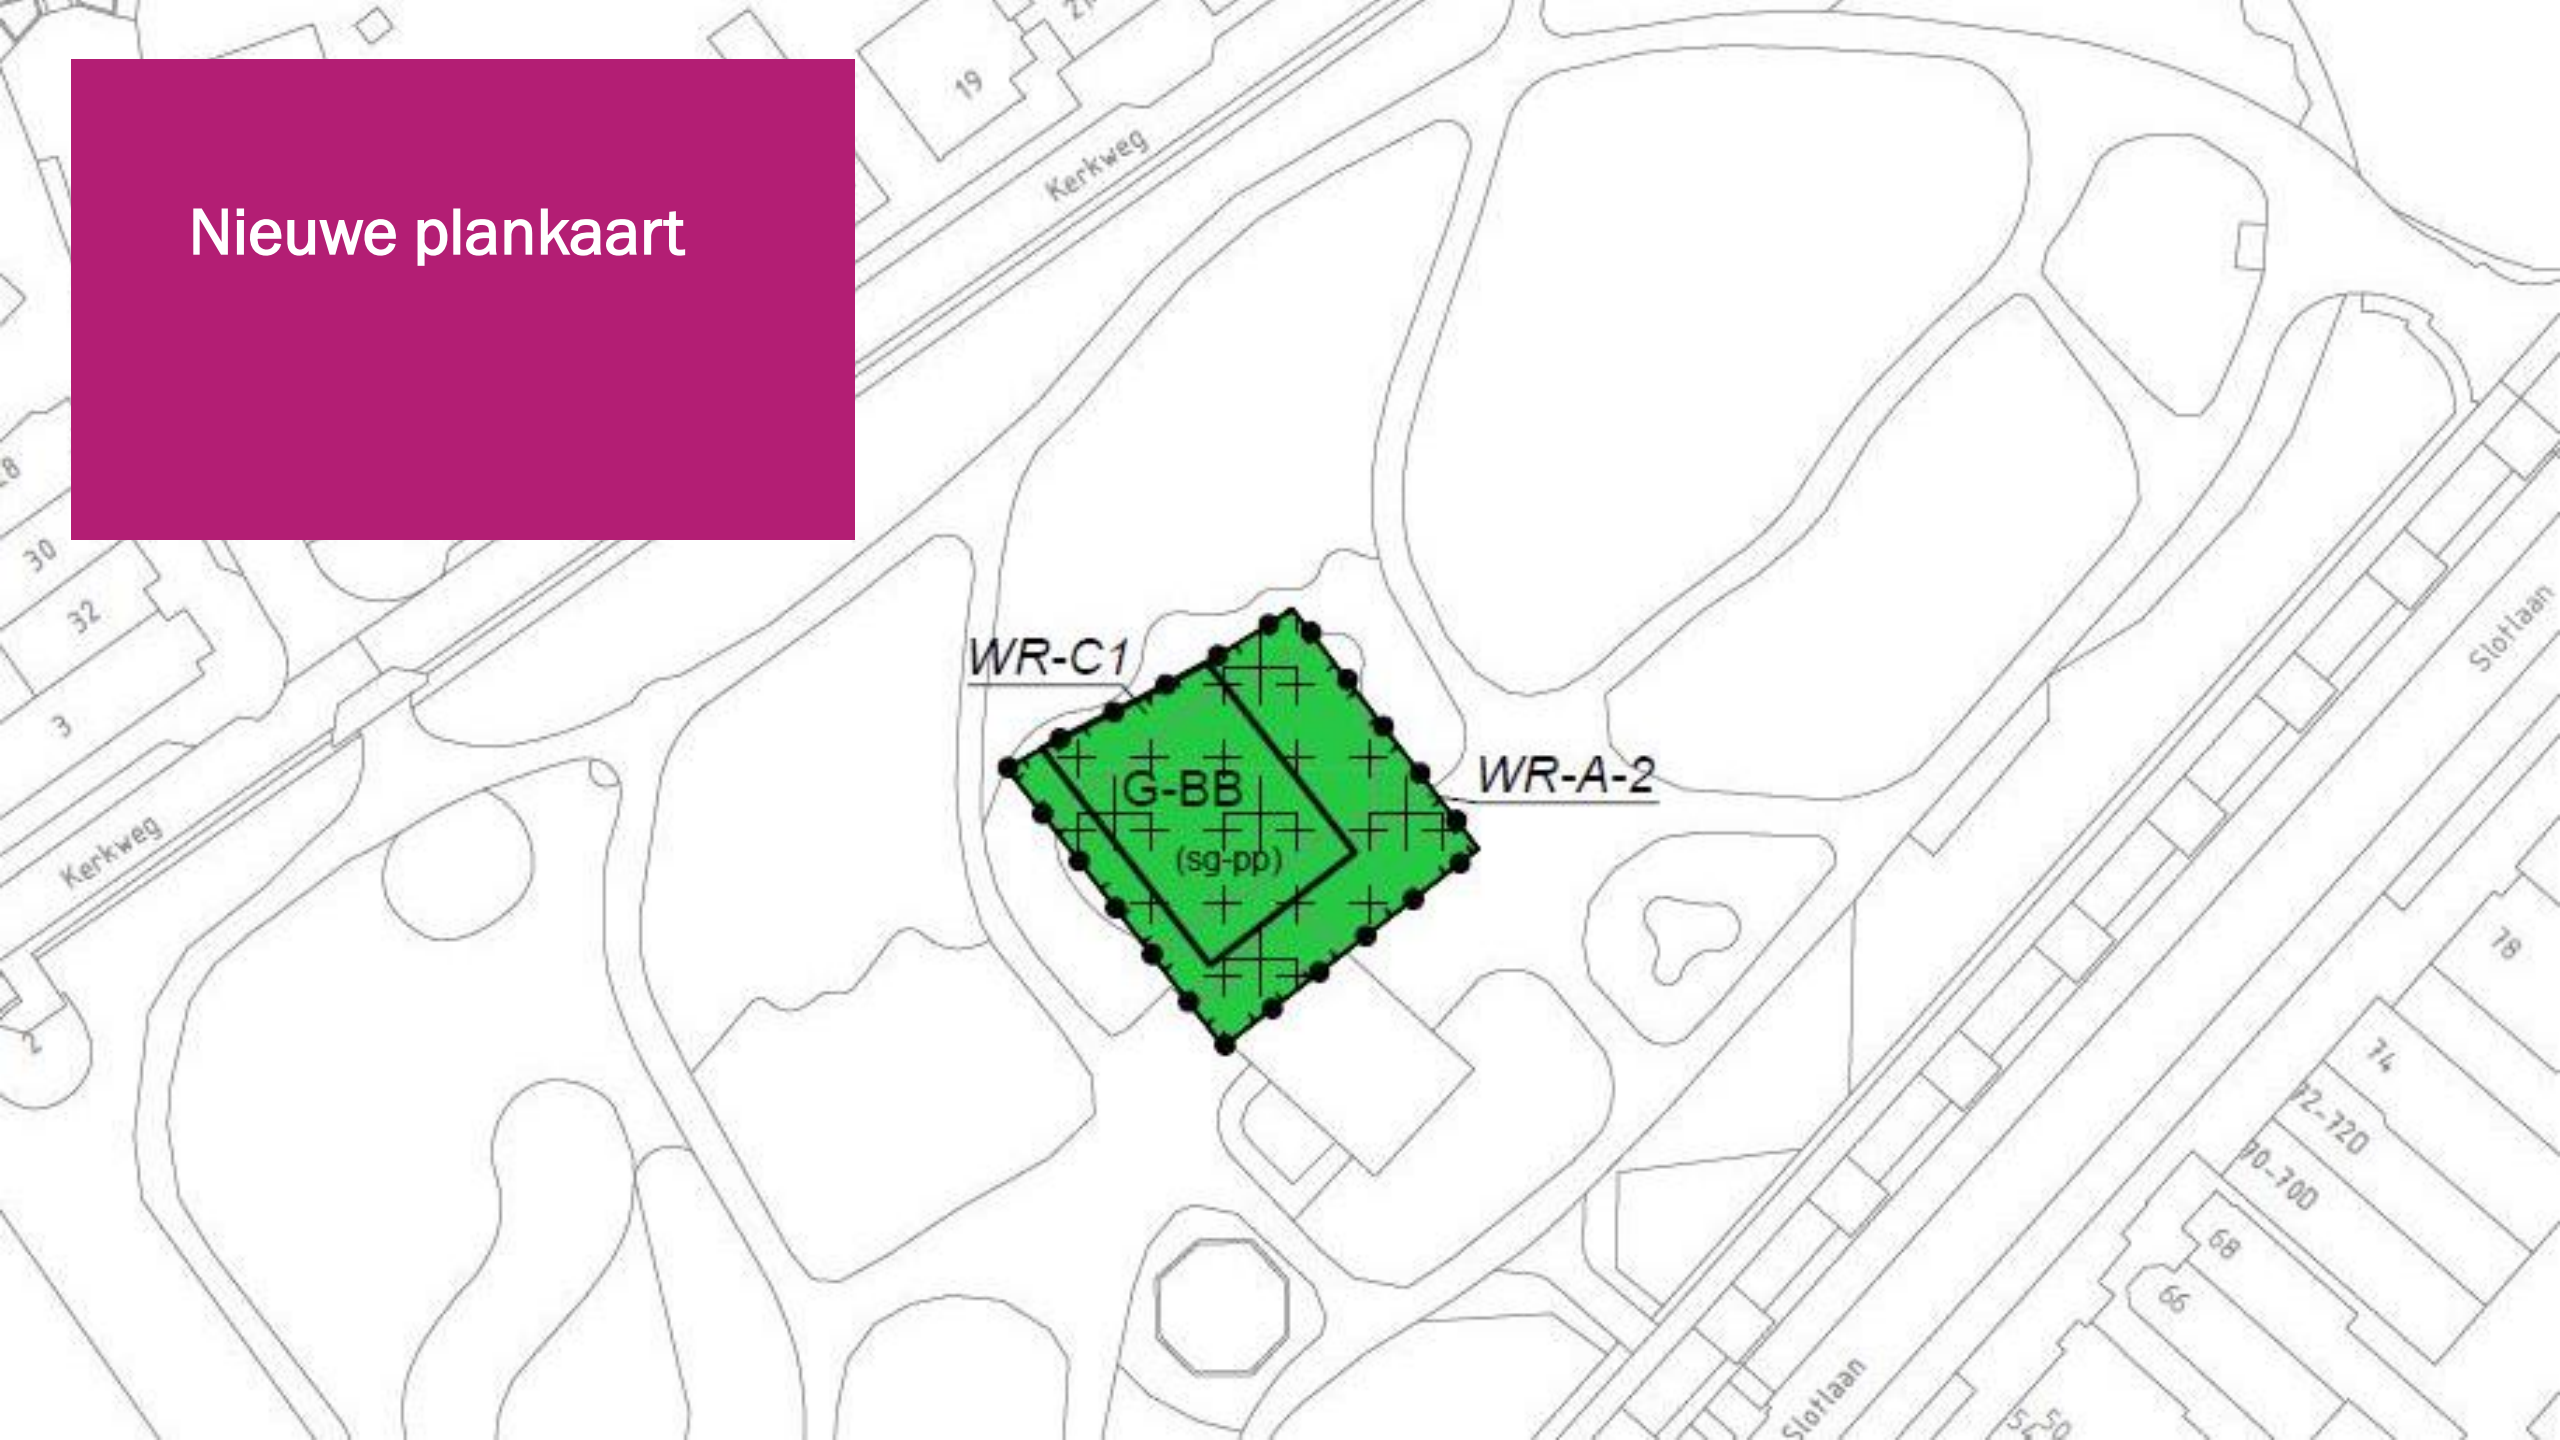 Nieuwe plankaart
19
Kerkweg
30
32
3
WR-C1
WR-A-2
G-BB
(sg-pp)
Kerkweg
2
Slotlaan
78
74
72-72D
70-70D
68
66
Slotlaan
50